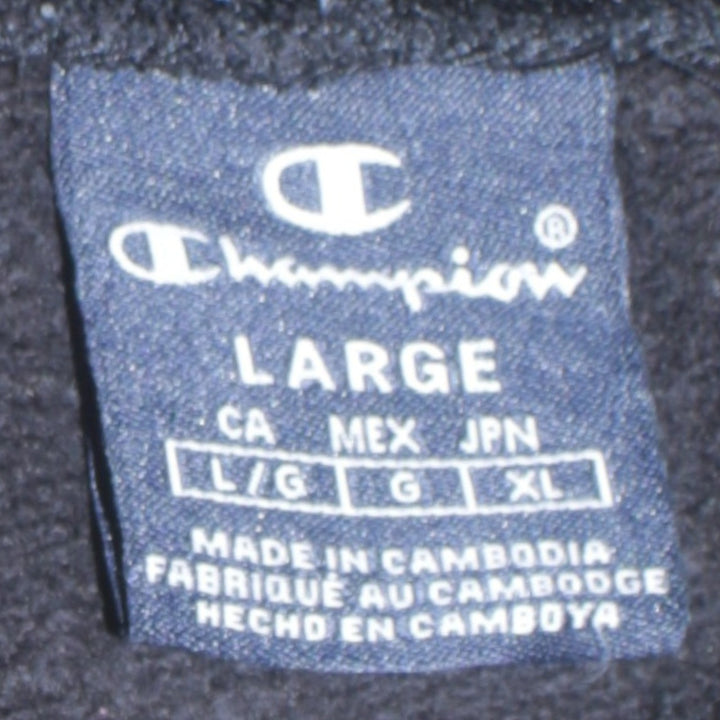 Champion®
LARGE
CA MEX JPN
L/G G XL
MADE IN CAMBODIA
FABRIQUÉ AU CAMBODGE
HECHO EN CAMBOYA